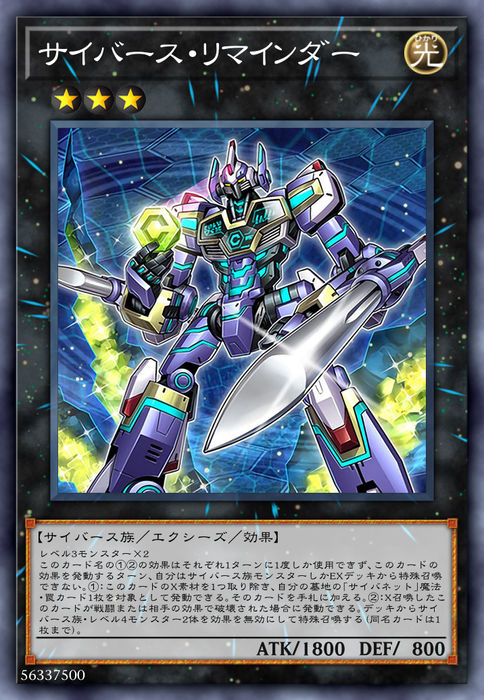 サイバース・リマインダー
ひかり
光
【サイバース族／エクシーズ／効果】
レベル3モンスター×2
このカード名の①②の効果はそれぞれ1ターンに1度しか使用できず、このカードの
効果を発動するターン、自分はサイバース族モンスターしかEXデッキから特殊召喚
できない。①:このカードのX素材を1つ取り除き、自分の墓地の「サイバネット」魔法
・罠カード1枚を対象として発動できる。そのカードを手札に加える。②:X召喚したこ
のカードが戦闘または相手の効果で破壊された場合に発動できる。デッキからサイ
バース族・レベル4モンスター2体を効果を無効にして特殊召喚する(同名カードは1
枚まで)。
ATK/1800 DEF/ 800
56337500